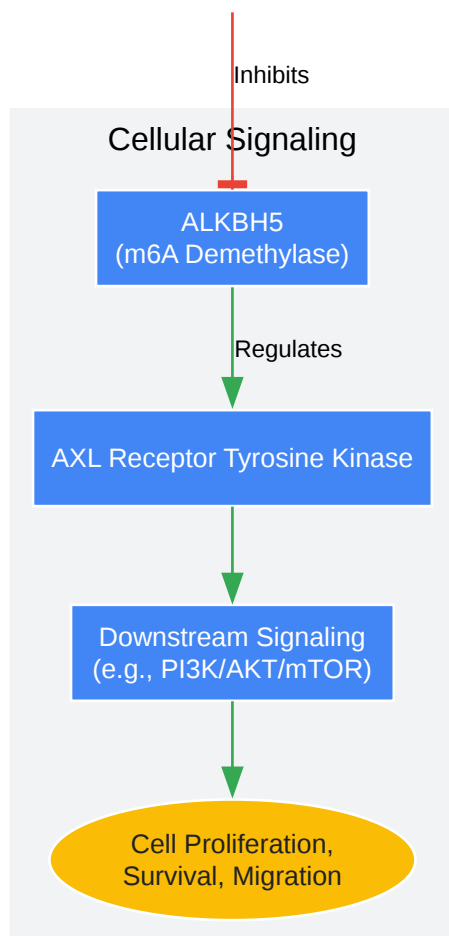 Inhibits
Cellular Signaling
ALKBH5
(m6A Demethylase)
Regulates
AXL Receptor Tyrosine Kinase
Downstream Signaling
(e.g., PI3K/AKT/mTOR)
Cell Proliferation,
Survival, Migration